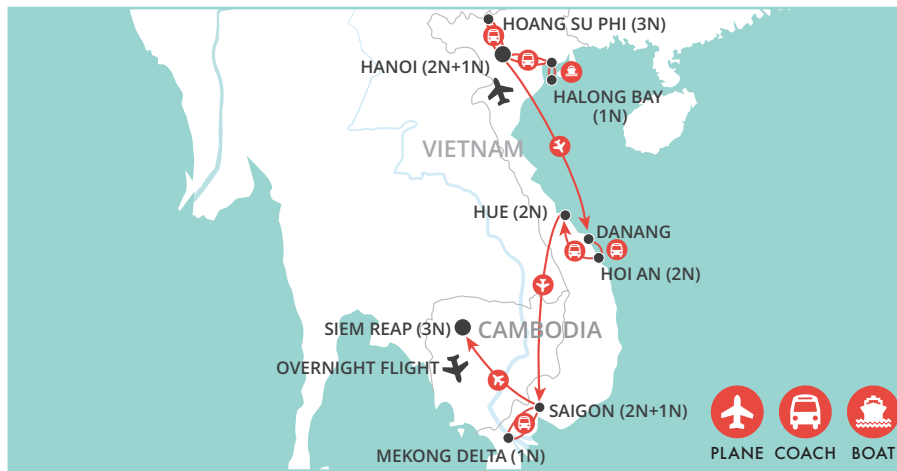 HOANG SU PHI (3N)
HANOI (2N+1N)
HALONG BAY
(1N)
VIETNAM
HUE (2N)
DANANG
HOI AN (2N)
SIEM REAP (3N)
CAMBODIA
OVERNIGHT FLIGHT
SAIGON (2N+1N)
MEKONG DELTA (1N)
PLANE COACH BOAT